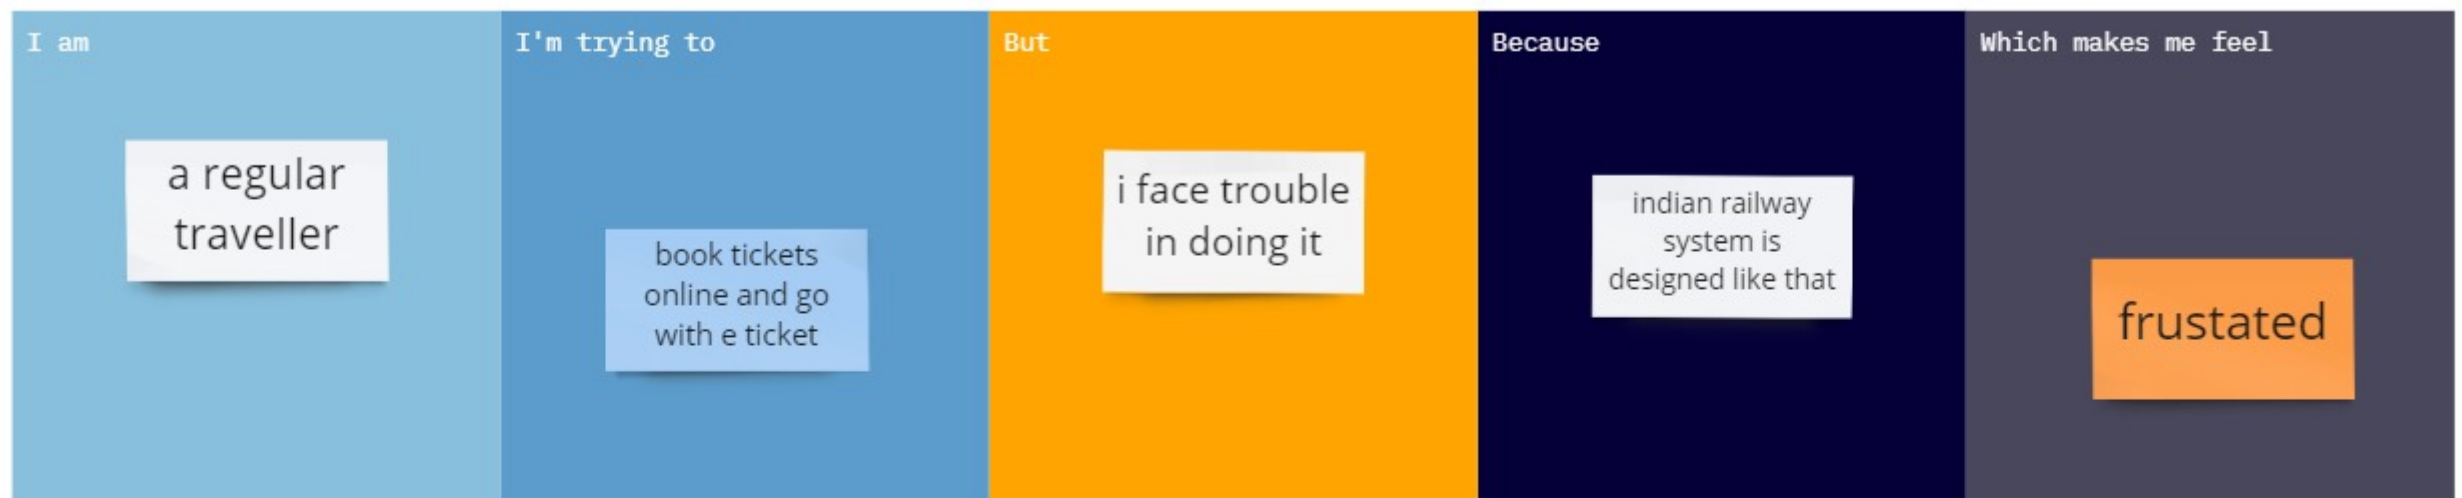 I am
a regular
traveller
I'm trying to
book tickets
online and go
with e ticket
But
i face trouble
in doing it
Because
indian railway
system is
designed like that
Which makes me feel
frustated